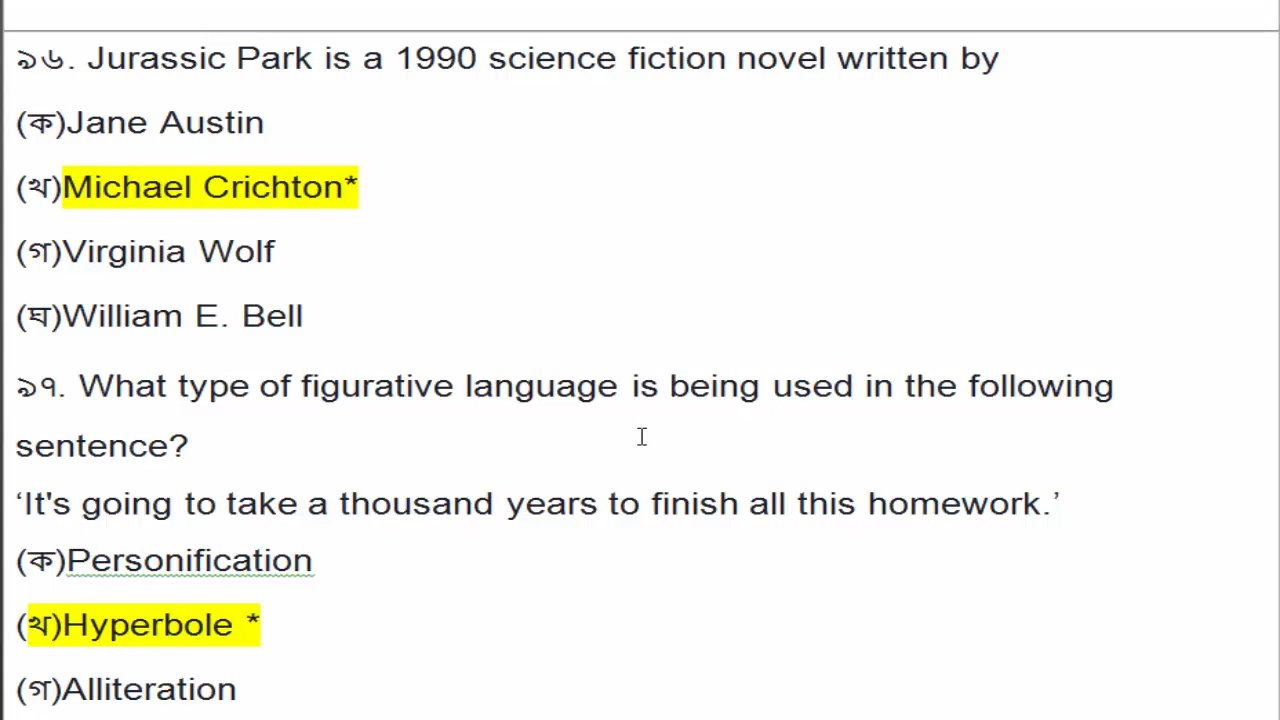 ১৬. Jurassic Park is a 1990 science fiction novel written by
(ক)Jane Austin
(খ)Michael Crichton*
(গ)Virginia Wolf
(ঘ)William E. Bell
১৭. What type of figurative language is being used in the following
sentence?
‘It's going to take a thousand years to finish all this homework.’
(ক)Personification
(খ)Hyperbole *
(গ)Alliteration